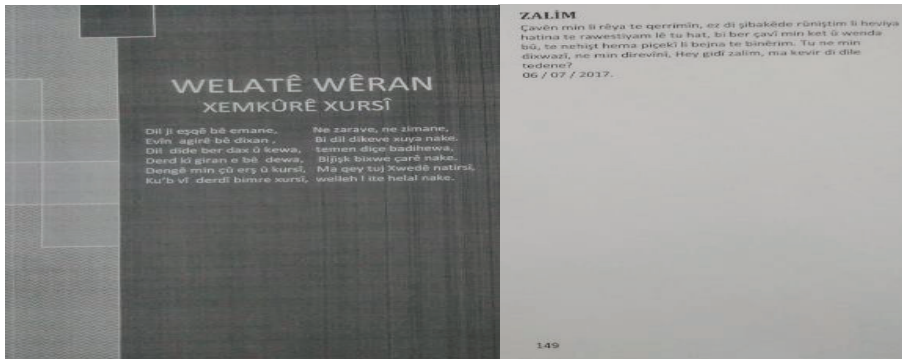 WELATÊ WÊRAN
XEMKÛRÊ XURSÎ
Dil ji eşqê bê emane, Ne zarave, ne zimane,
Evîn agirê bê dixan , Bi dil dikeve xuya nake.
Dil dide ber dax û kewa, temen diçe badihewa,
Derd kî giran e bê dewa, Bijişk bixwe çarê nake.
Dengê min çû erş û kursî, Ma qey tuj Xwedê natirsî,
Ku'b vî derdî bimre xursî, welleh l ite helal nake.
ZALİM
Çavên min li rêya te qerrimîn, ez di şibakêde rûniştim li heviya
hatina te rawestiyam lê tu hat, bi ber çavî min ket û wenda
bû, te nehişt hema piçekî li bejna te binêrim. Tu ne min
dixwazî, ne min direvînî, Hey gidî zalim, ma kevir di dile
tedene?
06 / 07 / 2017.
149